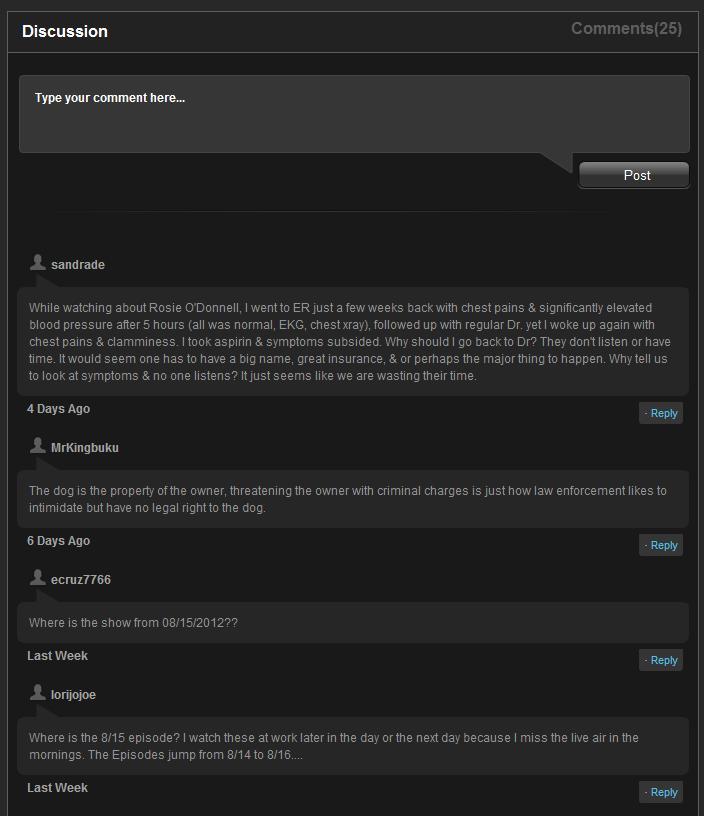 Discussion
Comments(25)
Type your comment here...
Post
sandrade
While watching about Rosie O'Donnell, I went to ER just a few weeks back with chest pains & significantly elevated
blood pressure after 5 hours (all was normal, EKG, chest xray), followed up with regular Dr. yet I woke up again with
chest pains & clamminess. I took aspirin & symptoms subsided. Why should I go back to Dr? They don't listen or have
time. It would seem one has to have a big name, great insurance, & or perhaps the major thing to happen. Why tell us
to look at symptoms & no one listens? It just seems like we are wasting their time.
4 Days Ago
· Reply
MrKingbuku
The dog is the property of the owner, threatening the owner with criminal charges is just how law enforcement likes to
intimidate but have no legal right to the dog.
6 Days Ago
· Reply
ecruz7766
Where is the show from 08/15/2012??
Last Week
· Reply
lorijojoe
Where is the 8/15 episode? I watch these at work later in the day or the next day because I miss the live air in the
mornings. The Episodes jump from 8/14 to 8/16....
Last Week
· Reply